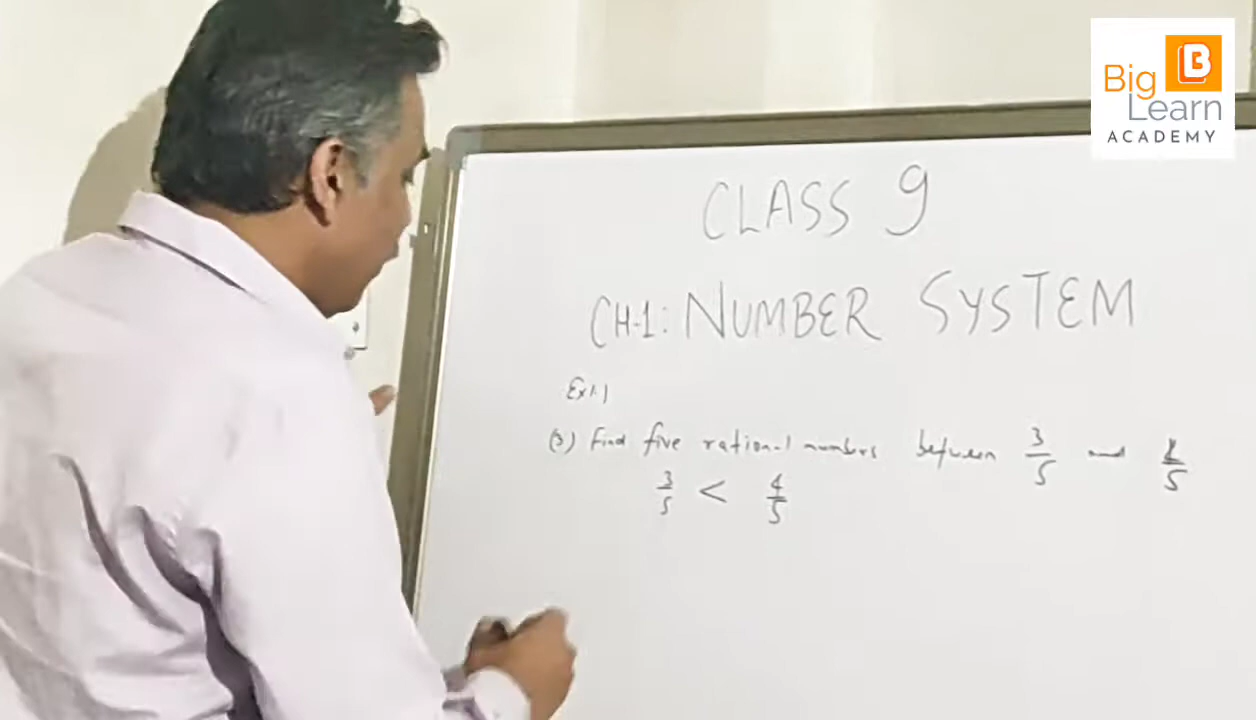 Big
Learn
ACADEMY
CLASS 9
CH-1: NUMBER SYSTEM
Ex 1.1
(3) Find five rational numbers between 3/5 and 4/5
3/5 < 4/5